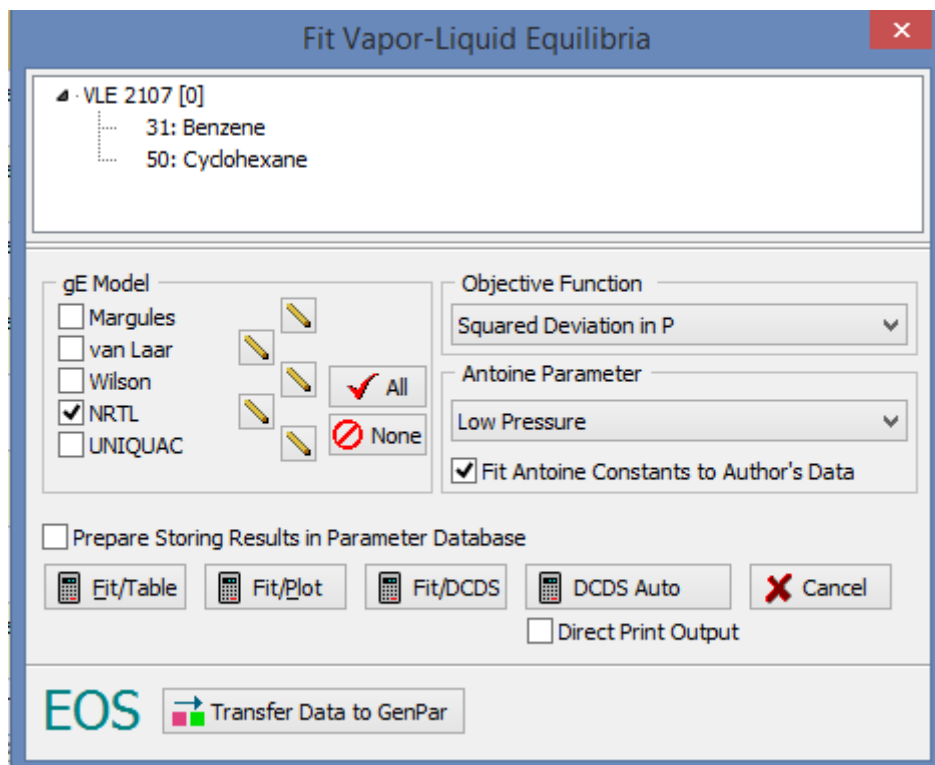 Fit Vapor-Liquid Equilibria
VLE 2107 [0]
31: Benzene
50: Cyclohexane
gE Model
Margules
van Laar
Wilson
NRTL
UNIQUAC
All
None
Objective Function
Squared Deviation in P
Antoine Parameter
Low Pressure
Fit Antoine Constants to Author's Data
Prepare Storing Results in Parameter Database
Fit/Table Fit/Plot Fit/DCDS DCDS Auto Cancel
Direct Print Output
EOS Transfer Data to GenPar